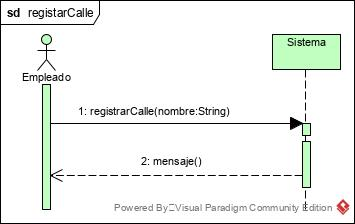 sd registarCalle
Sistema
Empleado
1: registrarCalle(nombre:String)
2: mensaje()
Powered By Visual Paradigm Community Edition